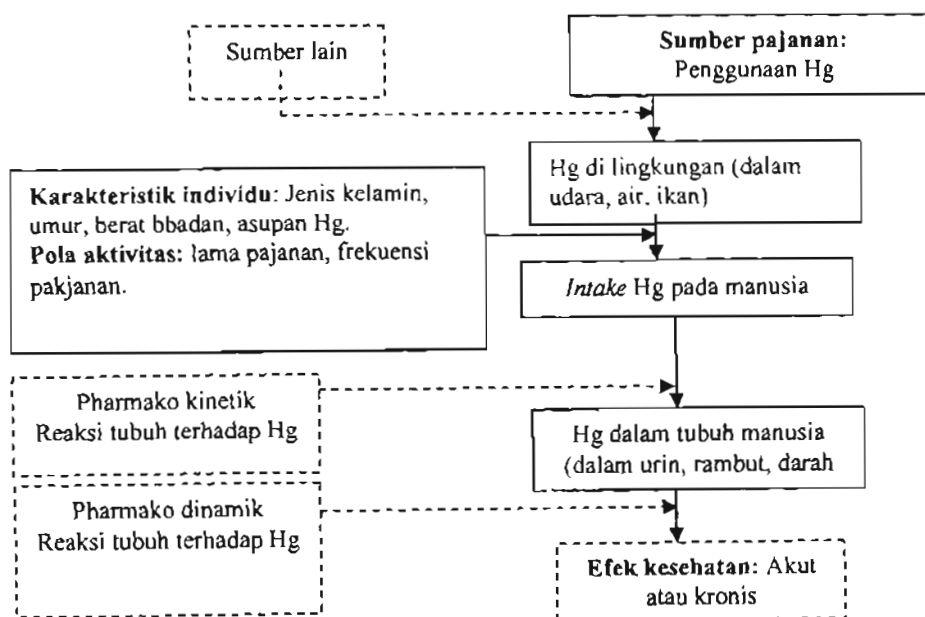 Sumber lain
Sumber pajanan:
Penggunaan Hg
Hg di lingkungan (dalam
udara, air, ikan)
Karakteristik individu: Jenis kelamin,
umur, berat bbadan, asupan Hg.
Pola aktivitas: lama pajanan, frekuensi
pakjanan.
Intake Hg pada manusia
Pharmako kinetik
Reaksi tubuh terhadap Hg
Hg dalam tubuh manusia
(dalam urin, rambut, darah
Pharmako dinamik
Reaksi tubuh terhadap Hg
Efek kesehatan: Akut
atau kronis